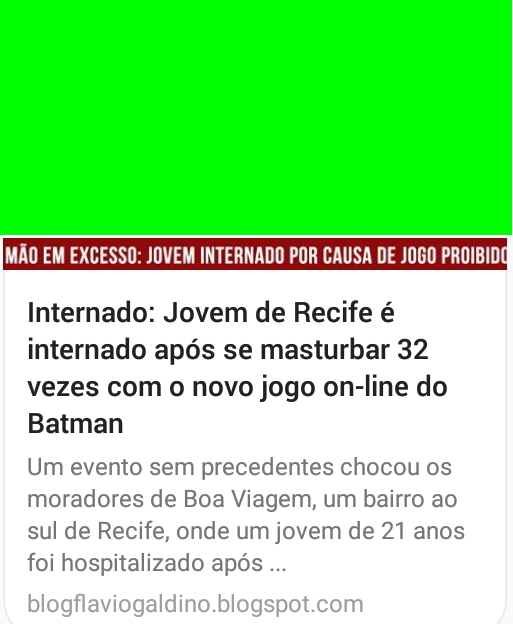 MÃO EM EXCESSO: JOVEM INTERNADO POR CAUSA DE JOGO PROIBIDO
Internado: Jovem de Recife é
internado após se masturbar 32
vezes com o novo jogo on-line do
Batman
Um evento sem precedentes chocou os
moradores de Boa Viagem, um bairro ao
sul de Recife, onde um jovem de 21 anos
foi hospitalizado após ...
blogflaviogaldino.blogspot.com